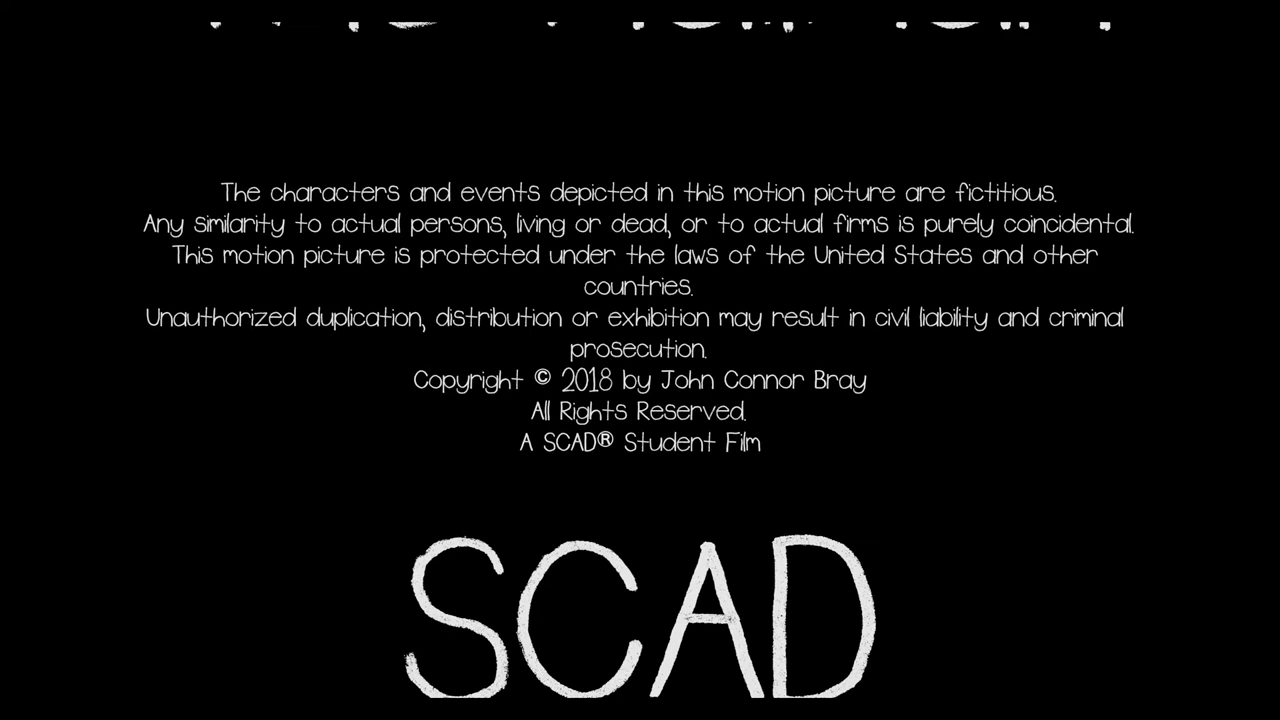 The characters and events depicted in this motion picture are fictitious.
Any similarity to actual persons, living or dead, or to actual firms is purely coincidental.
This motion picture is protected under the laws of the United States and other
countries.
Unauthorized duplication, distribution or exhibition may result in civil liability and criminal
prosecution.
Copyright © 2018 by John Connor Bray
All Rights Reserved.
A SCAD® Student Film
SCAD